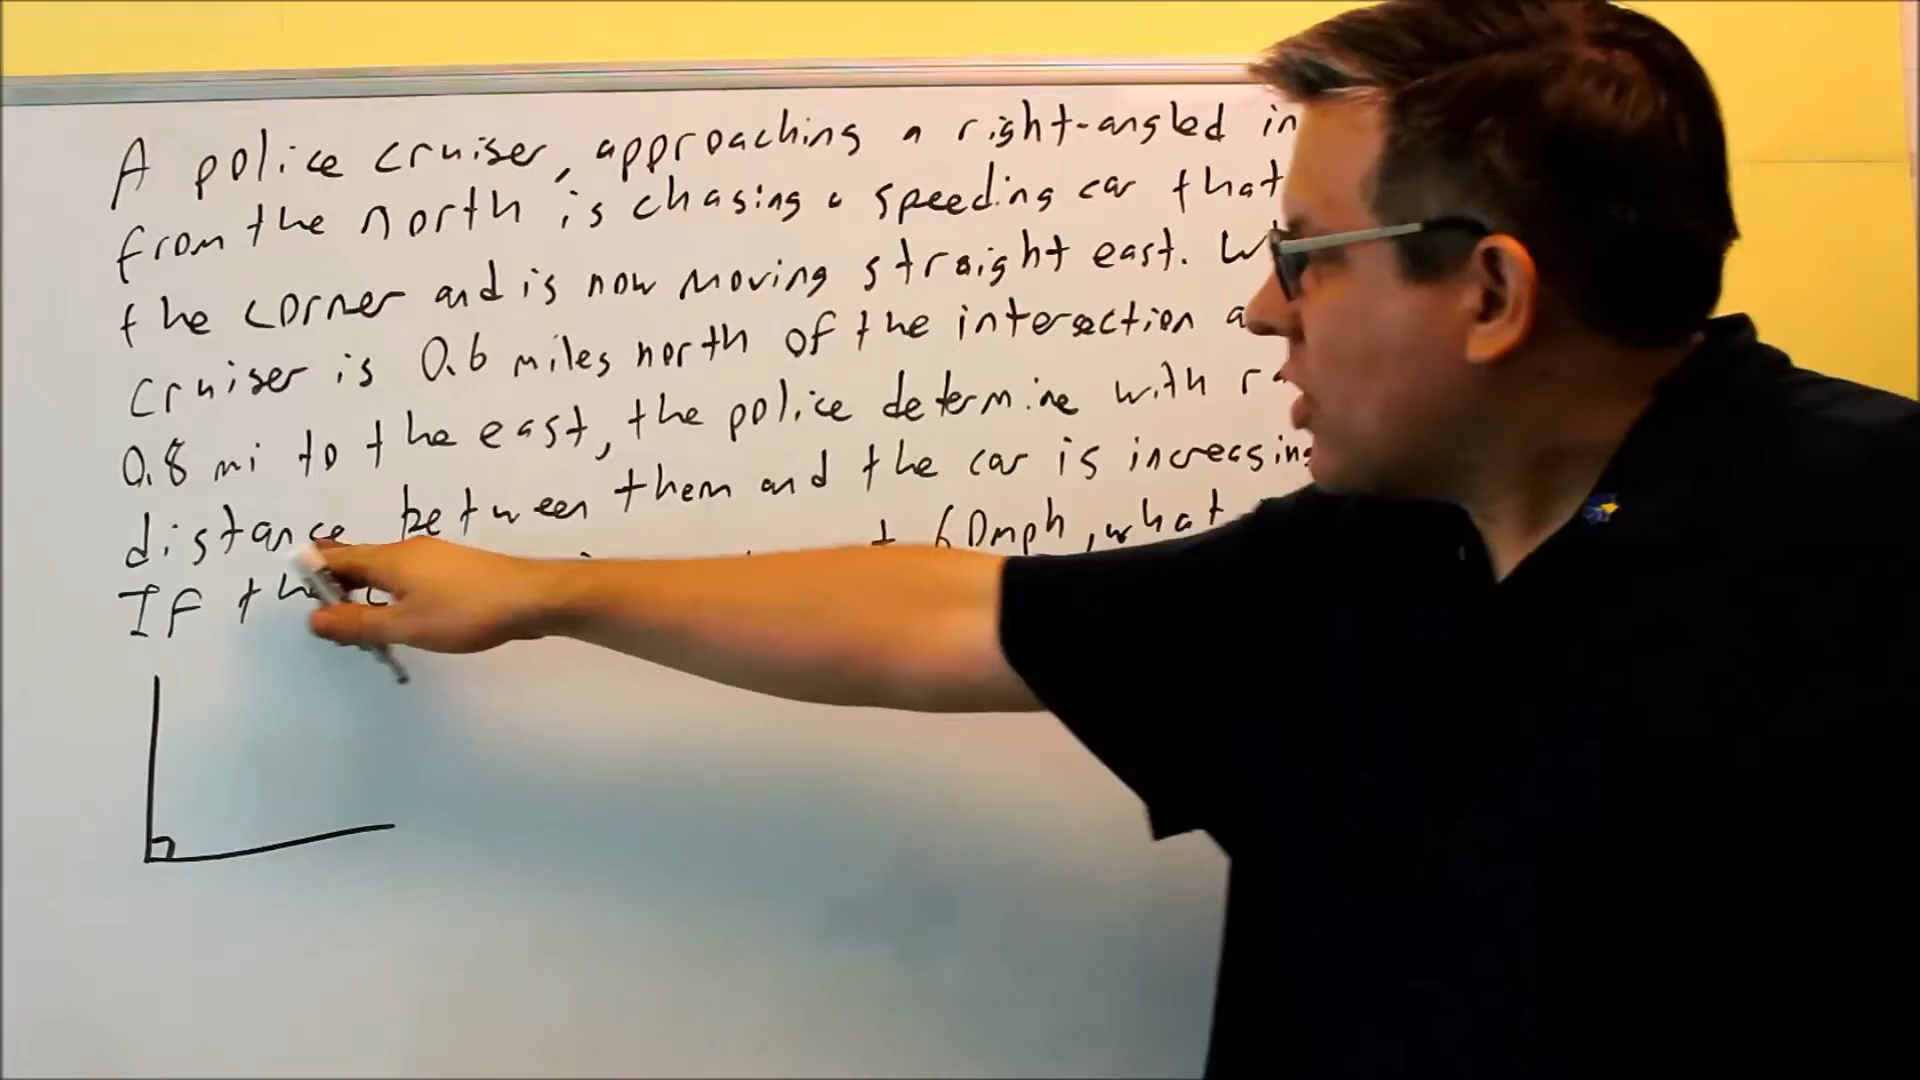 A police cruiser, approaching a right-angled in
from the north is chasing a speeding car that
the corner and is now moving straight east. W
cruiser is 0.6 miles north of the intersection a
0.8 mi to the east, the police determine with r
distance between them and the car is increasing
If the 60mph, what